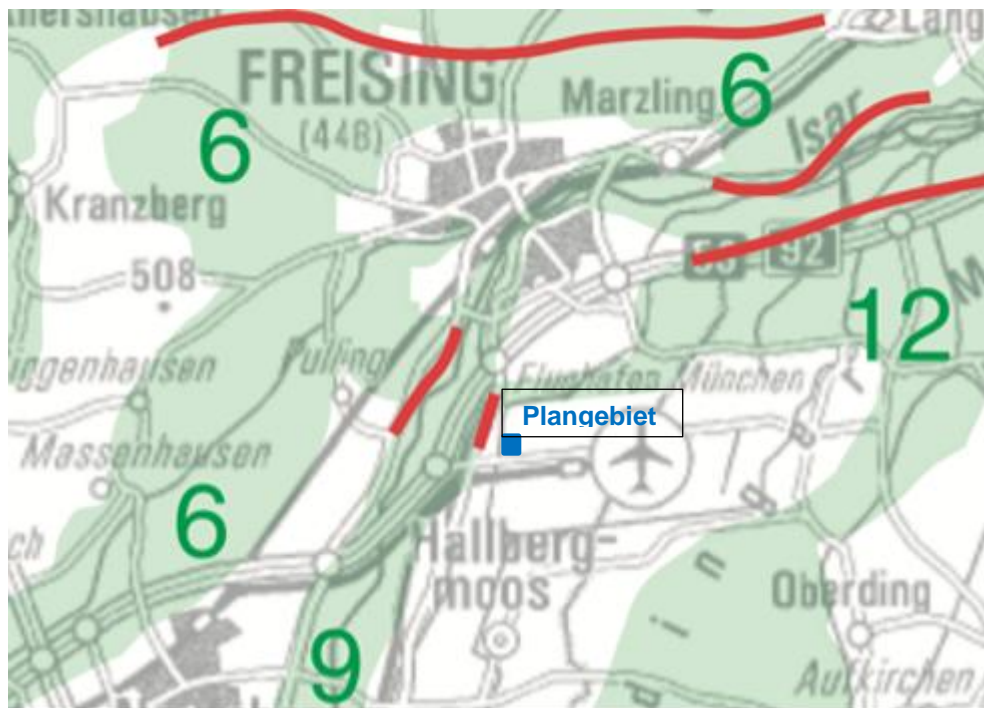 FREISING
(448)
Marzling
6
6
Isar
Kranzberg
508
92
12
Pulling
Flughafen München
Plangebiet
Massenhausen
6
Hallberg-
moos
Oberding
9
Aufkirchen